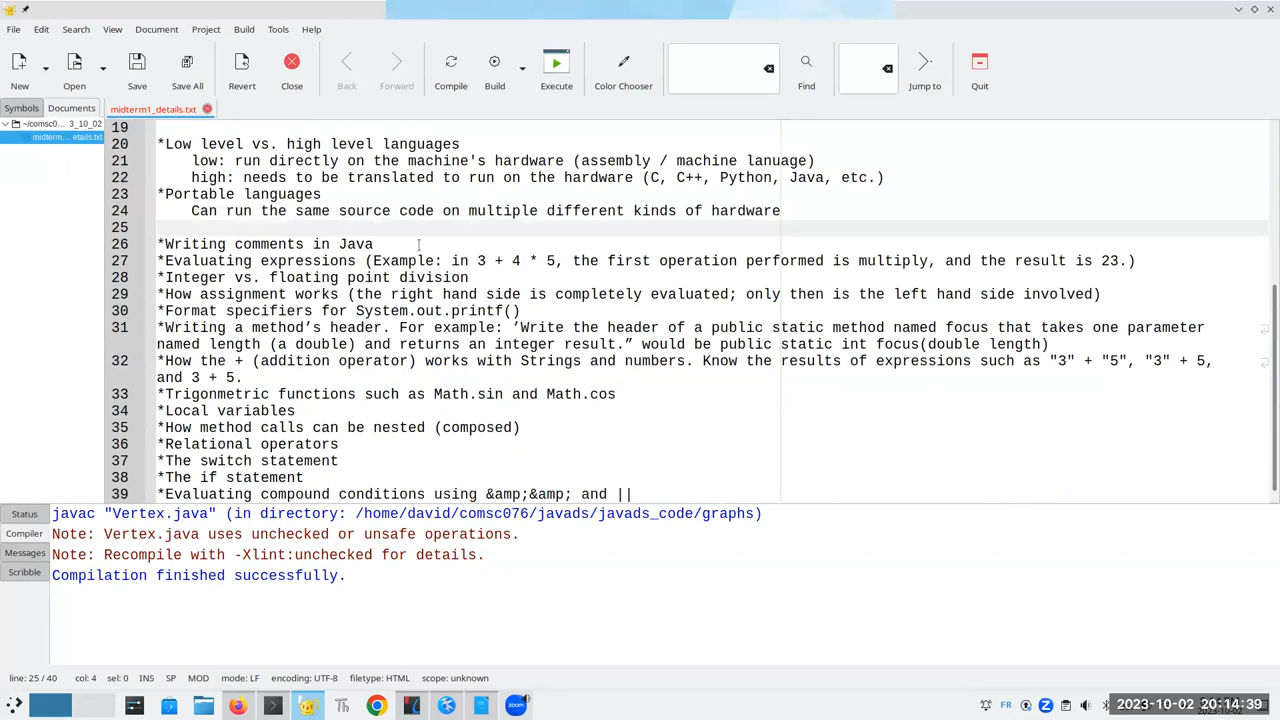 File Edit Search View Document Project Build Tools Help
New Open Save Save All Revert Close Back Forward Compile Build Execute Color Chooser Find Jump to Quit
Symbols Documents midterm1_details.txt
~/comsc0… 3_10_02
midterm… etails.txt
19
20 *Low level vs. high level languages
21 low: run directly on the machine's hardware (assembly / machine lanuage)
22 high: needs to be translated to run on the hardware (C, C++, Python, Java, etc.)
23 *Portable languages
24 Can run the same source code on multiple different kinds of hardware
25
26 *Writing comments in Java
27 *Evaluating expressions (Example: in 3 + 4 * 5, the first operation performed is multiply, and the result is 23.)
28 *Integer vs. floating point division
29 *How assignment works (the right hand side is completely evaluated; only then is the left hand side involved)
30 *Format specifiers for System.out.printf()
31 *Writing a method’s header. For example: ’Write the header of a public static method named focus that takes one parameter
named length (a double) and returns an integer result.” would be public static int focus(double length)
32 *How the + (addition operator) works with Strings and numbers. Know the results of expressions such as "3" + "5", "3" + 5,
and 3 + 5.
33 *Trigonmetric functions such as Math.sin and Math.cos
34 *Local variables
35 *How method calls can be nested (composed)
36 *Relational operators
37 *The switch statement
38 *The if statement
39 *Evaluating compound conditions using &amp;&amp; and ||
Status
Compiler
Messages
Scribble
javac "Vertex.java" (in directory: /home/david/comsc076/javads/javads_code/graphs)
Note: Vertex.java uses unchecked or unsafe operations.
Note: Recompile with -Xlint:unchecked for details.
Compilation finished successfully.
line: 25 / 40 col: 4 sel: 0 INS SP MOD mode: LF encoding: UTF-8 filetype: HTML scope: unknown
zoom FR 2023-10-02 20:14:39